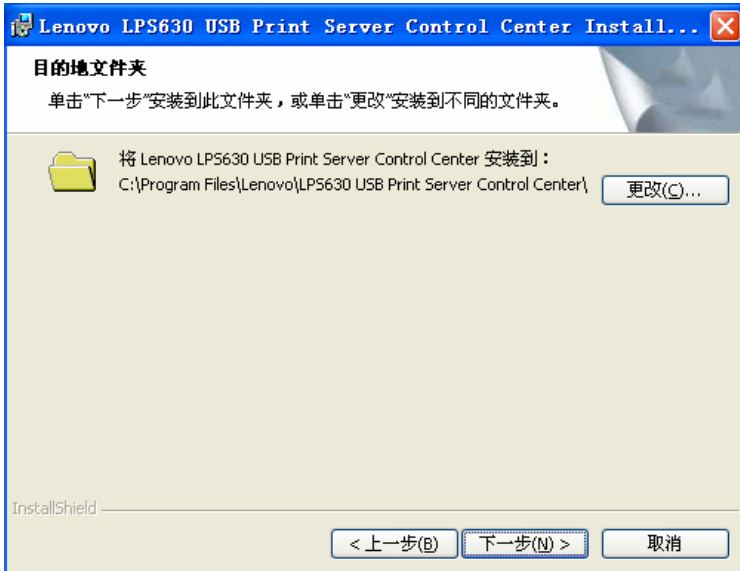 Lenovo LPS630 USB Print Server Control Center Install...
目的地文件夹
单击“下一步”安装到此文件夹，或单击“更改”安装到不同的文件夹。
将 Lenovo LPS630 USB Print Server Control Center 安装到：
C:\Program Files\Lenovo\LPS630 USB Print Server Control Center\
更改(C)...
InstallShield
<上一步(B)
下一步(N) >
取消